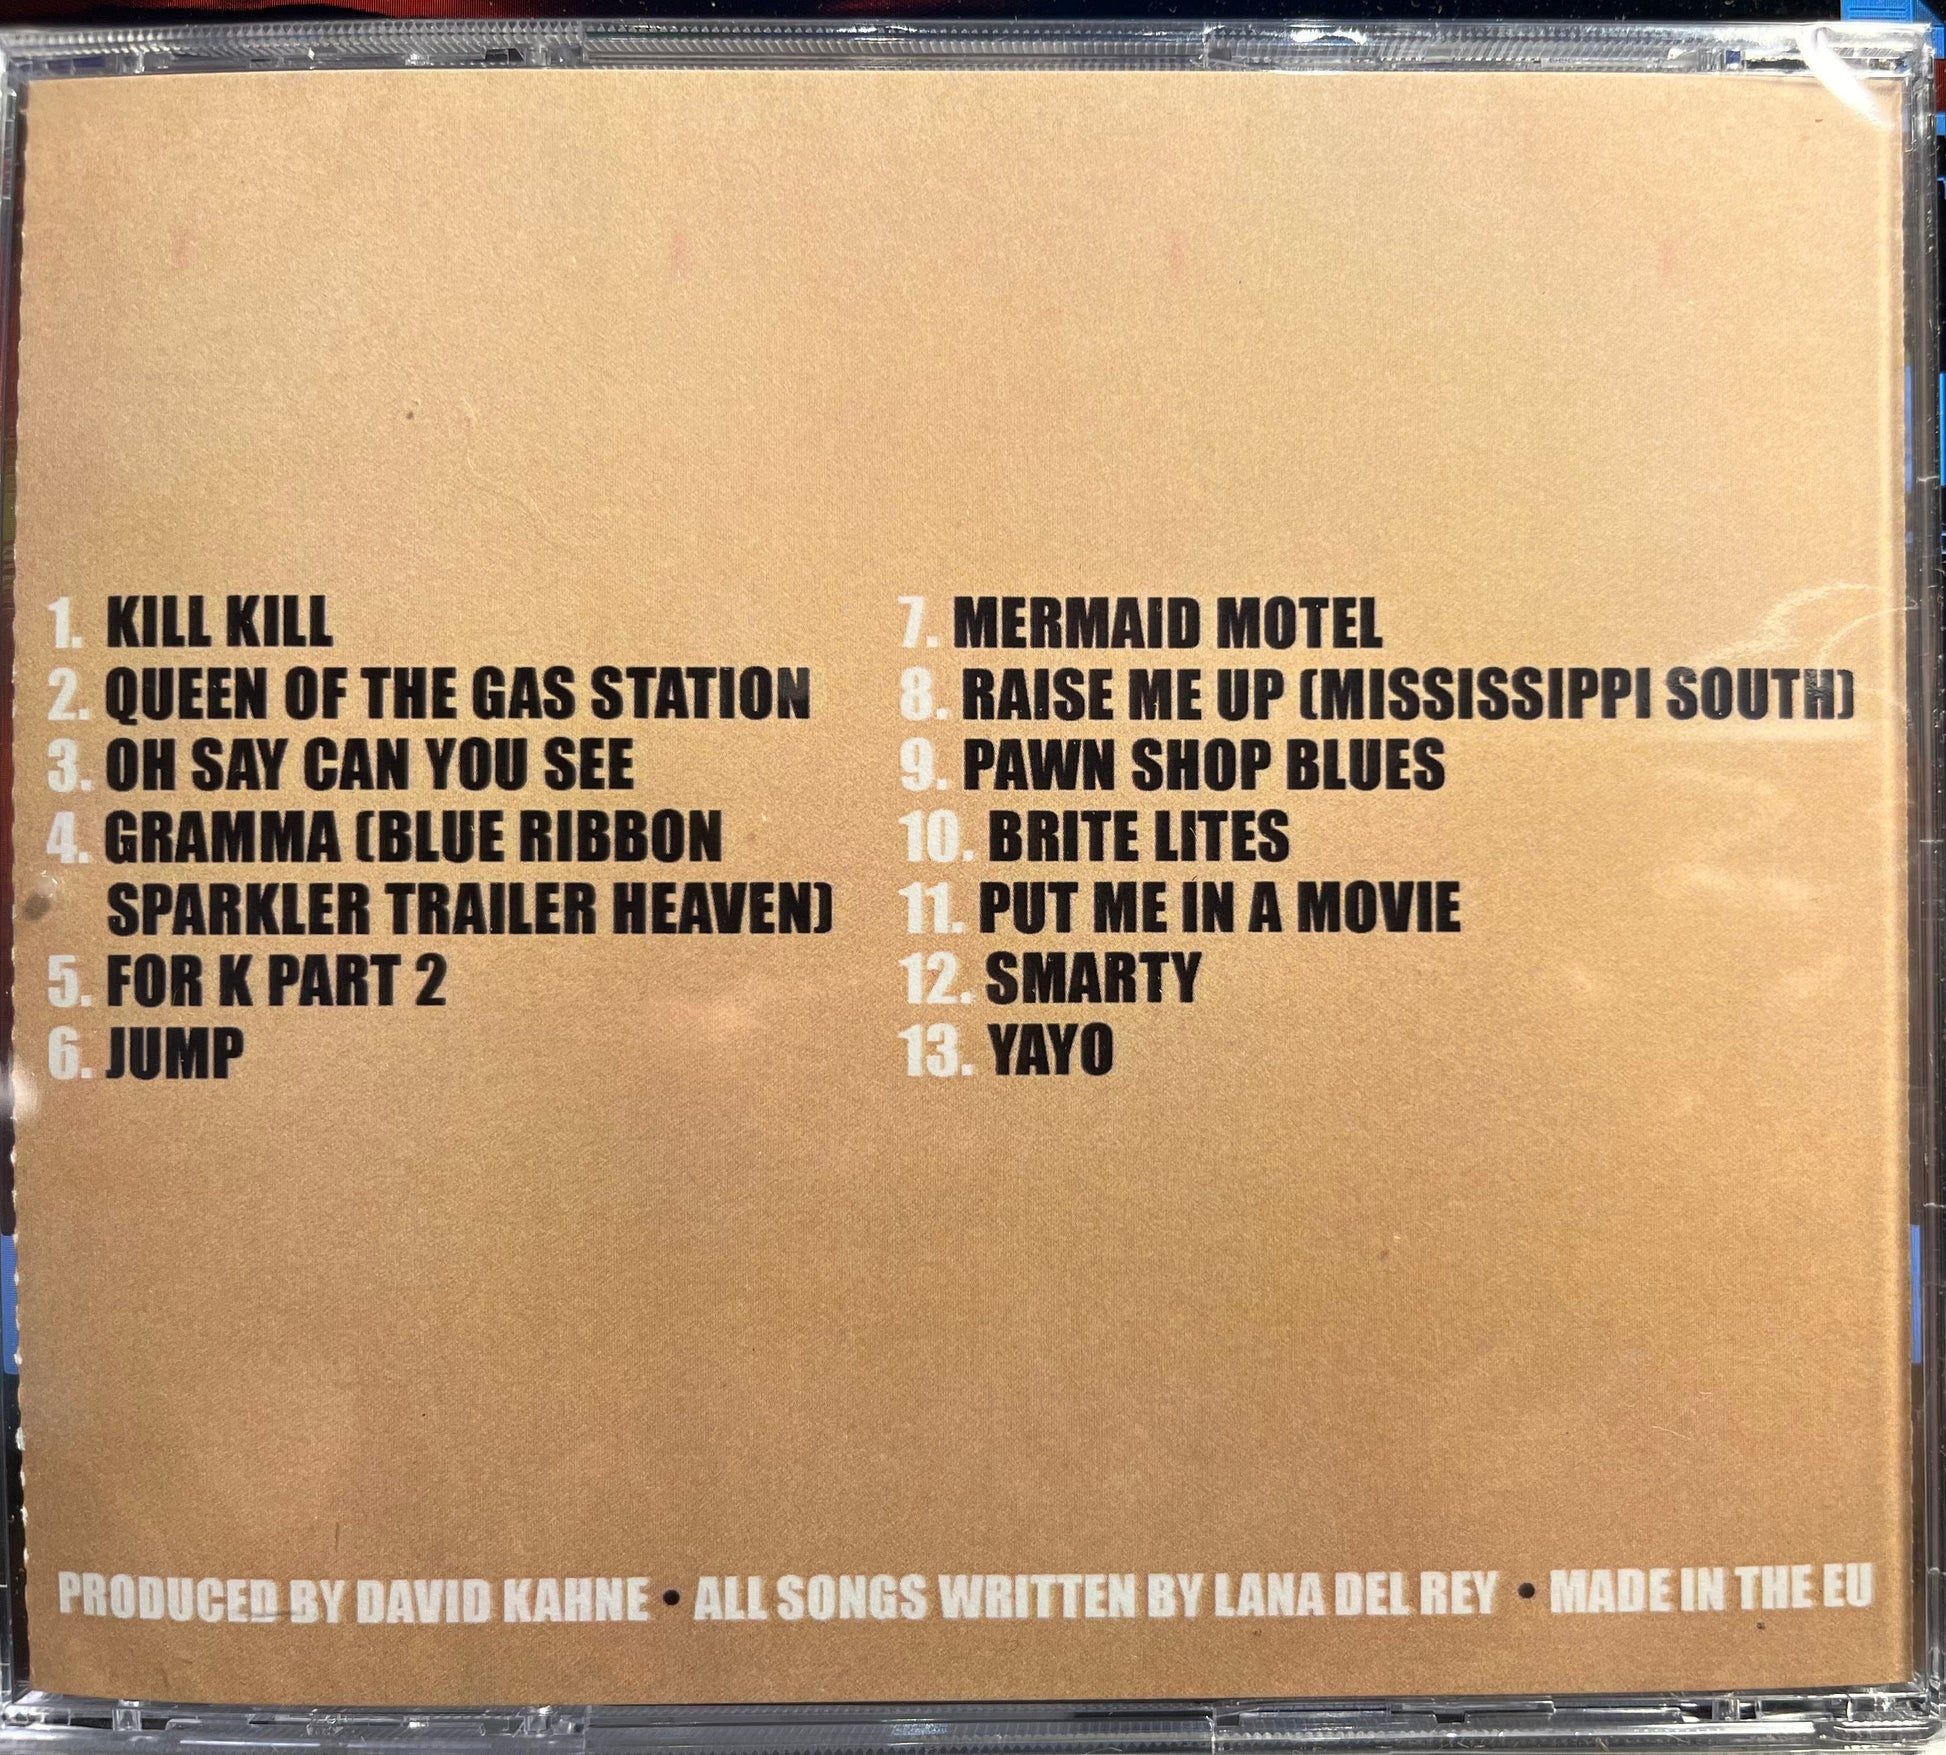 1. KILL KILL
2. QUEEN OF THE GAS STATION
3. OH SAY CAN YOU SEE
4. GRAMMA (BLUE RIBBON
SPARKLER TRAILER HEAVEN)
5. FOR K PART 2
6. JUMP
7. MERMAID MOTEL
8. RAISE ME UP (MISSISSIPPI SOUTH)
9. PAWN SHOP BLUES
10. BRITE LITES
11. PUT ME IN A MOVIE
12. SMARTY
13. YAYO
PRODUCED BY DAVID KAHNE • ALL SONGS WRITTEN BY LANA DEL REY • MADE IN THE EU